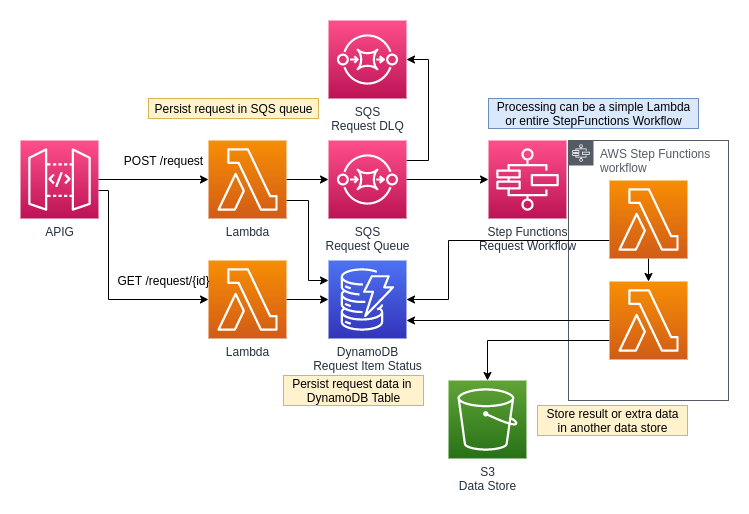 Persist request in SQS queue
SQS
Request DLQ
Processing can be a simple Lambda
or entire StepFunctions Workflow
POST /request
AWS Step Functions
workflow
APIG
Lambda
SQS
Request Queue
Step Functions
Request Workflow
GET /request/{id}
Lambda
DynamoDB
Request Item Status
Persist request data in
DynamoDB Table
Store result or extra data
in another data store
S3
Data Store